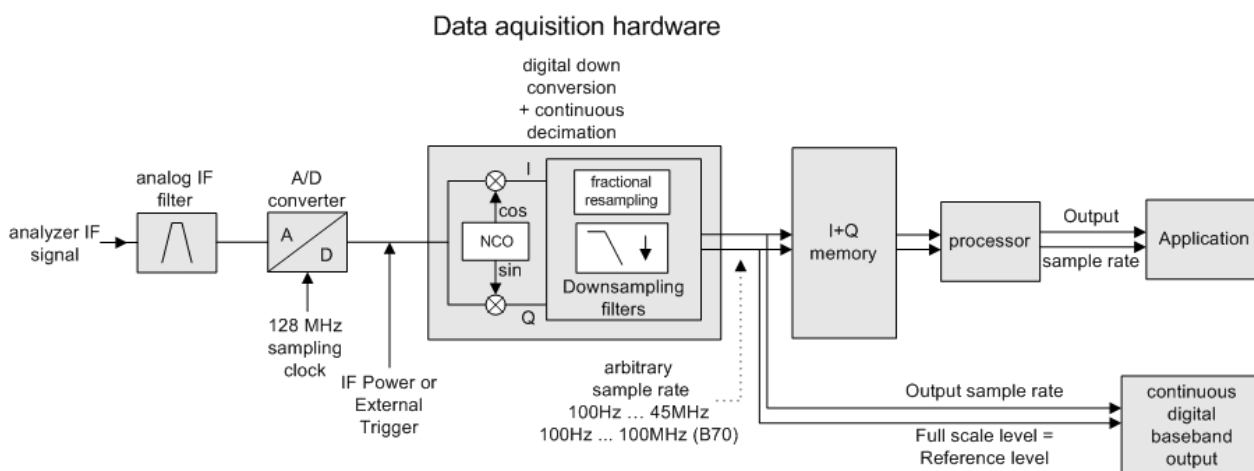 Data aquisition hardware
digital down
conversion
+ continuous
decimation
analog IF
filter
A/D
converter
analyzer IF
signal
A
D
128 MHz
sampling
clock
IF Power or
External
Trigger
I
cos
NCO
sin
Q
fractional
resampling
Downsampling
filters
arbitrary
sample rate
100Hz … 45MHz
100Hz ... 100MHz (B70)
I+Q
memory
processor
Output
sample rate
Application
Output sample rate
Full scale level =
Reference level
continuous
digital
baseband
output